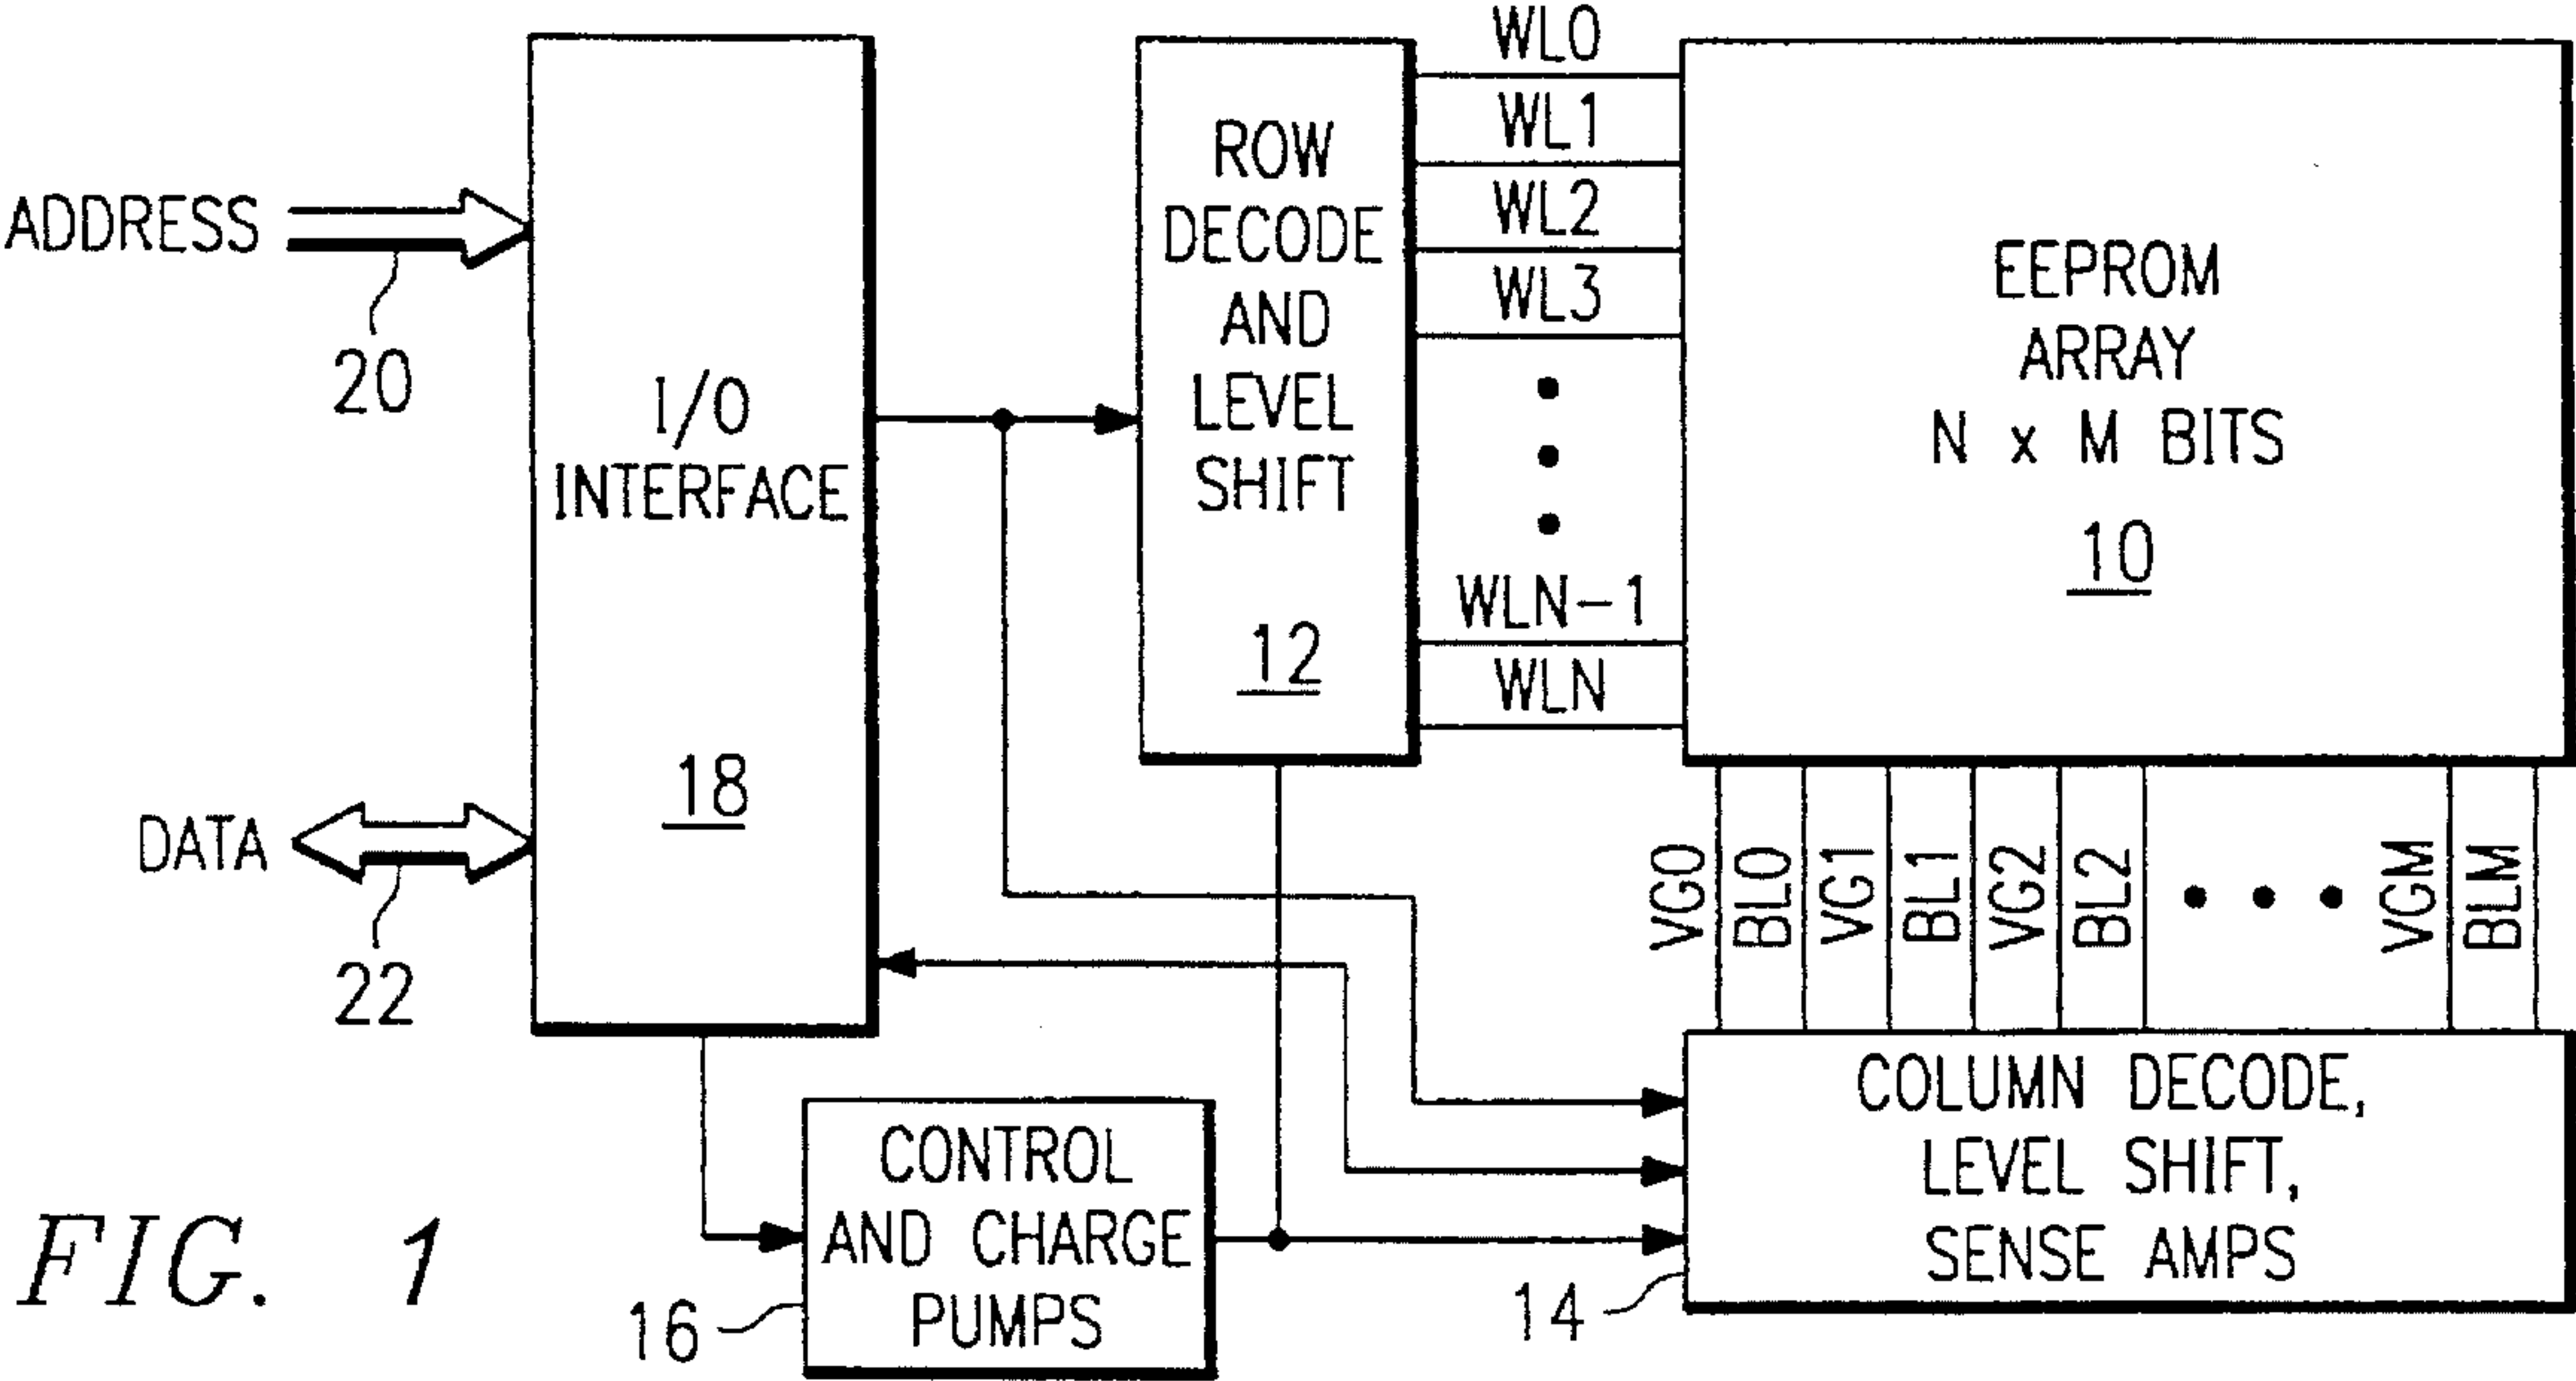 ADDRESS
20
DATA
22
I/O
INTERFACE
18
ROW
DECODE
AND
LEVEL
SHIFT
12
WL0
WL1
WL2
WL3
WLN-1
WLN
EEPROM
ARRAY
N x M BITS
10
VG0
BL0
VG1
BL1
VG2
BL2
VGM
BLM
CONTROL
AND CHARGE
PUMPS
16
COLUMN DECODE,
LEVEL SHIFT,
SENSE AMPS
14
FIG. 1